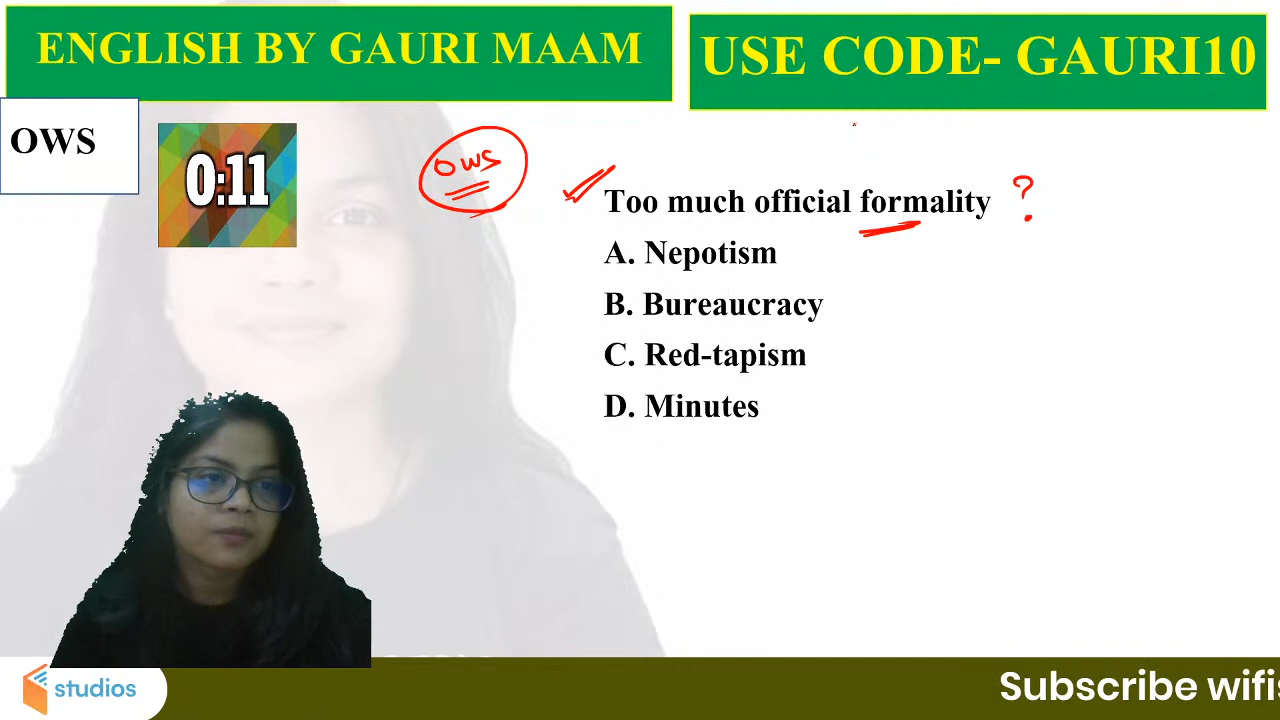 ENGLISH BY GAURI MAAM
USE CODE- GAURI10
OWS
0:11
OWS
Too much official formality ?
A. Nepotism
B. Bureaucracy
C. Red-tapism
D. Minutes
studios
Subscribe